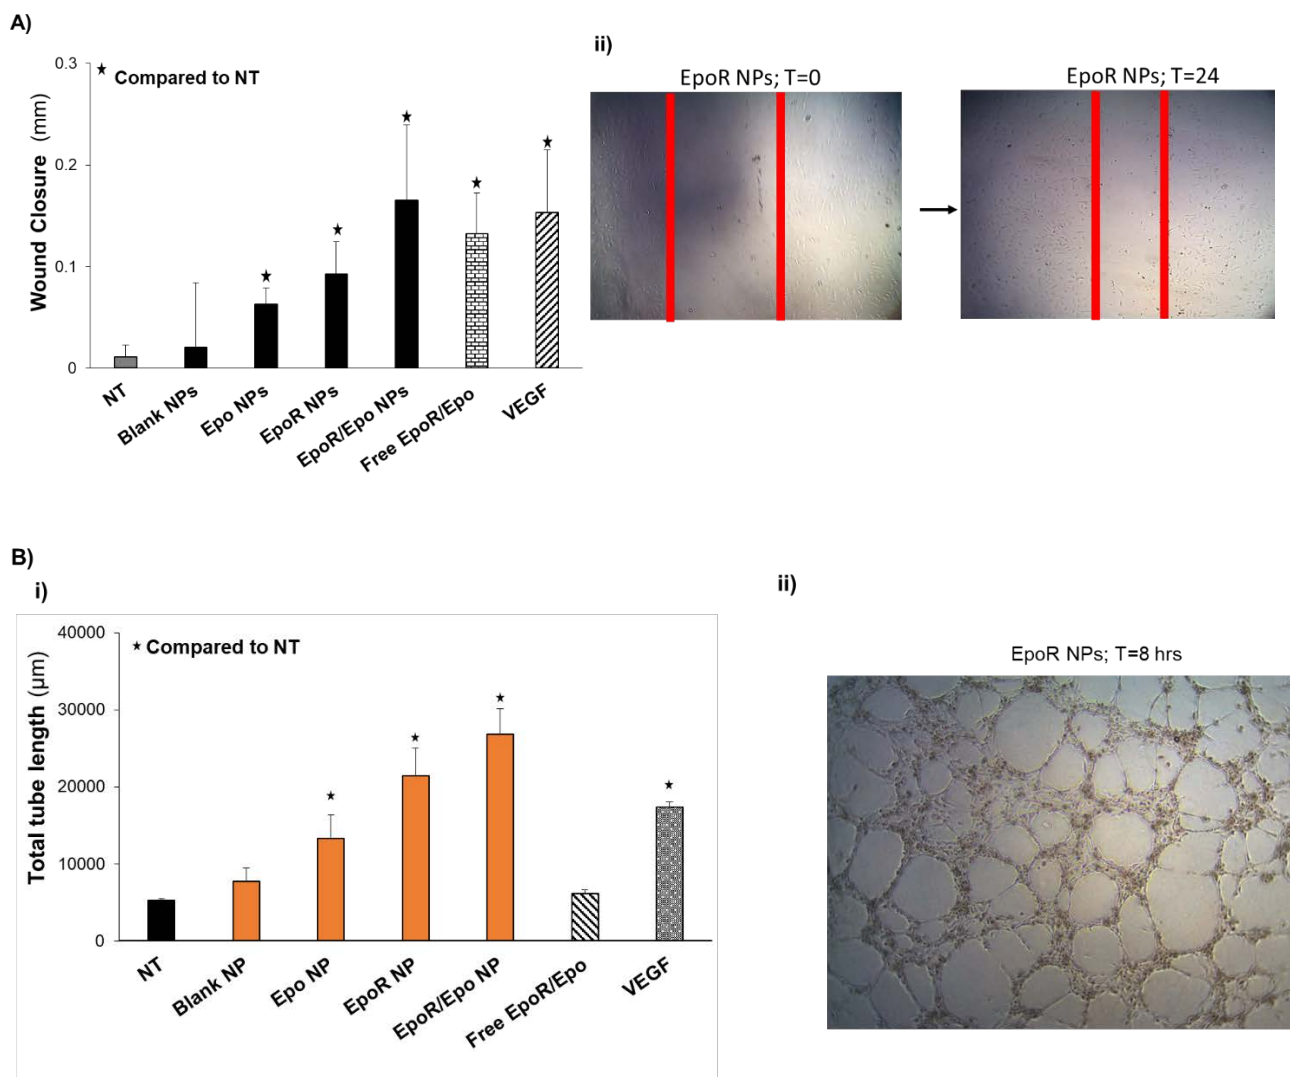 A)
★ Compared to NT
Wound Closure (mm)
0.3
0.2
0.1
0
NT
Blank NPs
Epo NPs
EpoR NPs
EpoR/Epo NPs
Free EpoR/Epo
VEGF
ii)
EpoR NPs; T=0
EpoR NPs; T=24
B)
i)
★ Compared to NT
Total tube length (µm)
40000
30000
20000
10000
0
NT
Blank NP
Epo NP
EpoR NP
EpoR/Epo NP
Free EpoR/Epo
VEGF
ii)
EpoR NPs; T=8 hrs